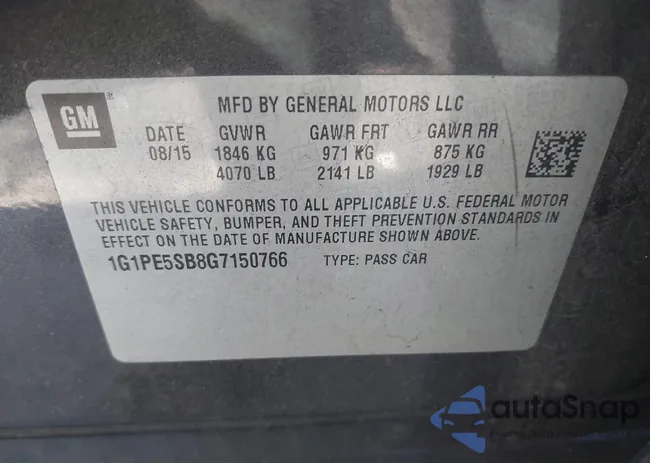 GM
MFD BY GENERAL MOTORS LLC
DATE GVWR GAWR FRT GAWR RR
08/15 1846 KG 971 KG 875 KG
4070 LB 2141 LB 1929 LB
THIS VEHICLE CONFORMS TO ALL APPLICABLE U.S. FEDERAL MOTOR
VEHICLE SAFETY, BUMPER, AND THEFT PREVENTION STANDARDS IN
EFFECT ON THE DATE OF MANUFACTURE SHOWN ABOVE.
1G1PE5SB8G7150766 TYPE: PASS CAR
autoSnap